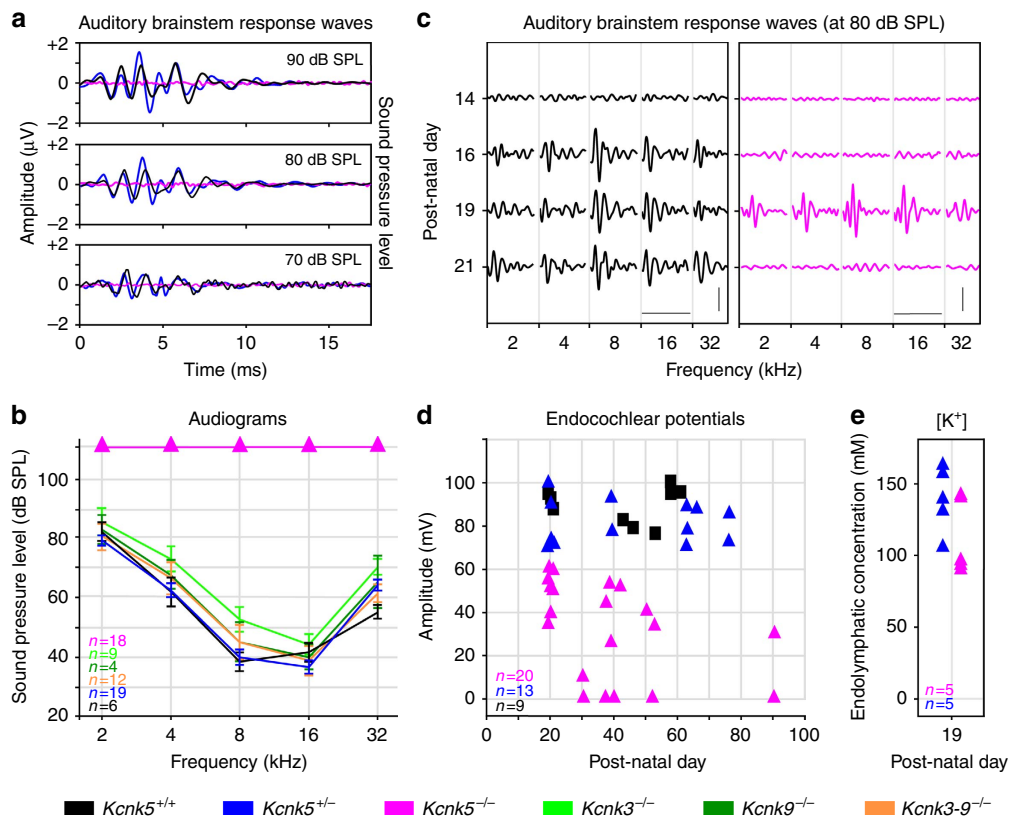 a
Auditory brainstem response waves
+2
0
−2
90 dB SPL
+2
0
−2
80 dB SPL
+2
0
−2
70 dB SPL
Amplitude (µV)
Sound pressure level
0 5 10 15
Time (ms)
c
Auditory brainstem response waves (at 80 dB SPL)
Post-natal day
14
16
19
21
2 4 8 16 32 2 4 8 16 32
Frequency (kHz)
b
Audiograms
Sound pressure level (dB SPL)
100
80
60
40
20
n=18
n=9
n=4
n=12
n=19
n=6
2 4 8 16 32
Frequency (kHz)
d
Endocochlear potentials
Amplitude (mV)
100
80
60
40
20
0
n=20
n=13
n=9
0 20 40 60 80 100
Post-natal day
e
[K+]
Endolymphatic concentration (mM)
150
100
50
0
n=5
n=5
19
Post-natal day
Kcnk5+/+ Kcnk5+/− Kcnk5−/− Kcnk3−/− Kcnk9−/− Kcnk3-9−/−